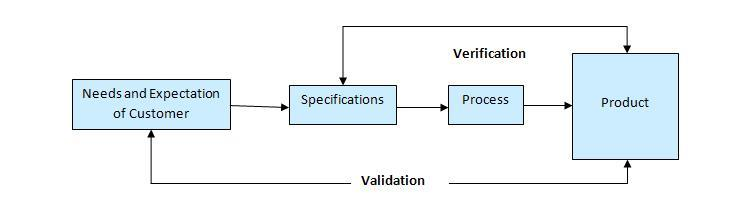 Verification
Needs and Expectation
of Customer
Specifications
Process
Product
Validation